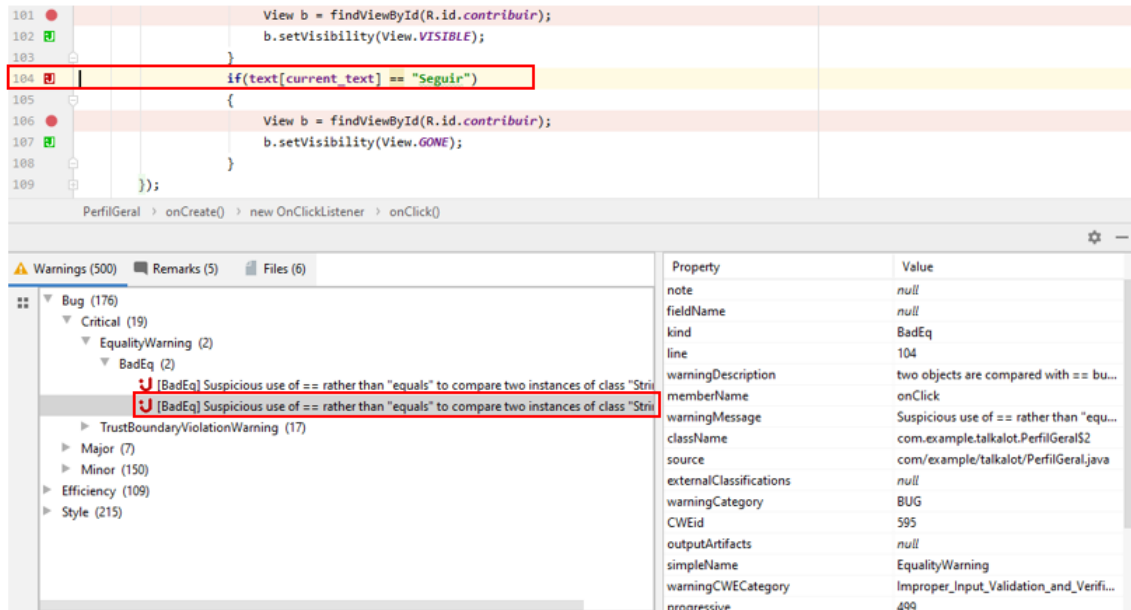 101 View b = findViewById(R.id.contribuir);
102 b.setVisibility(View.VISIBLE);
103 }
104 if(text[current_text] == "Seguir")
105 {
106 View b = findViewById(R.id.contribuir);
107 b.setVisibility(View.GONE);
108 }
109 });
PerfilGeral > onCreate() > new OnClickListener > onClick()
Warnings (500) Remarks (5) Files (6)
Bug (176)
Critical (19)
EqualityWarning (2)
BadEq (2)
[BadEq] Suspicious use of == rather than "equals" to compare two instances of class "Strin
[BadEq] Suspicious use of == rather than "equals" to compare two instances of class "Strin
TrustBoundaryViolationWarning (17)
Major (7)
Minor (150)
Efficiency (109)
Style (215)
Property Value
note null
fieldName null
kind BadEq
line 104
warningDescription two objects are compared with == bu...
memberName onClick
warningMessage Suspicious use of == rather than "equ...
className com.example.talkalot.PerfilGeral$2
source com/example/talkalot/PerfilGeral.java
externalClassifications null
warningCategory BUG
CWEid 595
outputArtifacts null
simpleName EqualityWarning
warningCWECategory Improper_Input_Validation_and_Verifi...
progressive 499